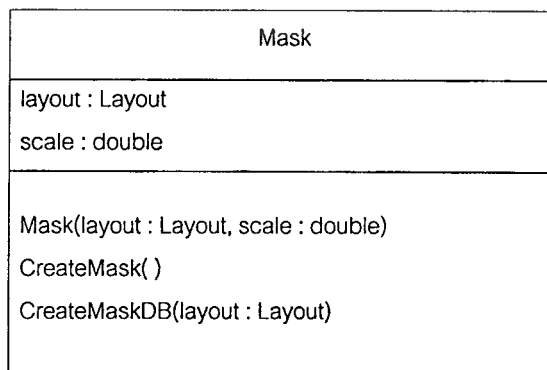 Mask
layout : Layout
scale : double
Mask(layout : Layout, scale : double)
CreateMask( )
CreateMaskDB(layout : Layout)